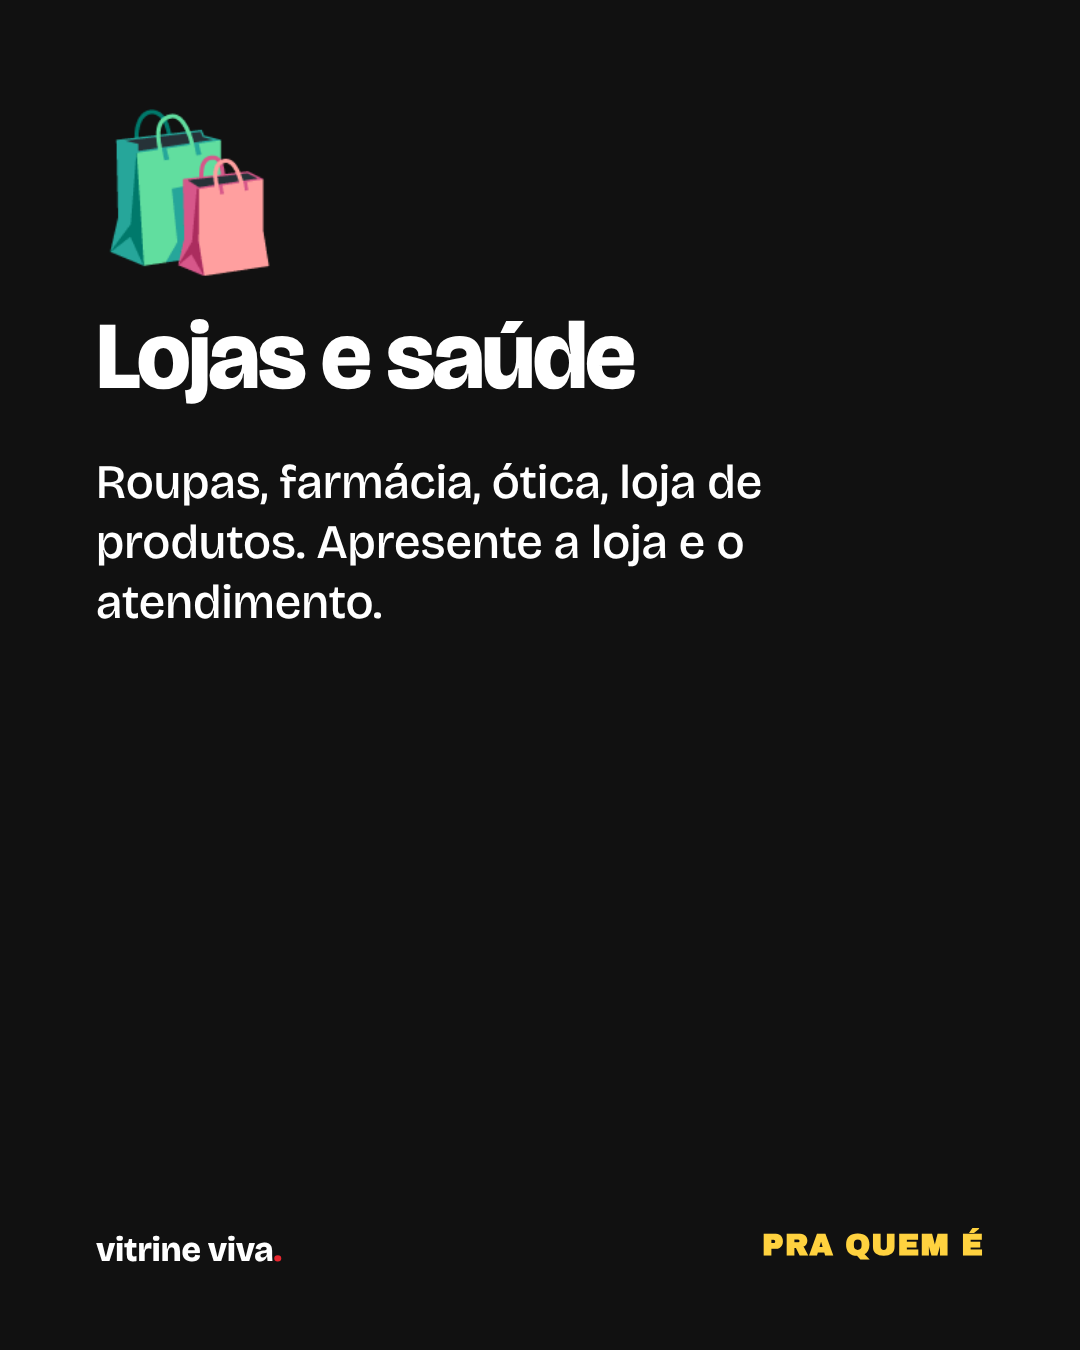 Lojas e saúde
Roupas, farmácia, ótica, loja de
produtos. Apresente a loja e o
atendimento.
vitrine viva.
PRA QUEM É